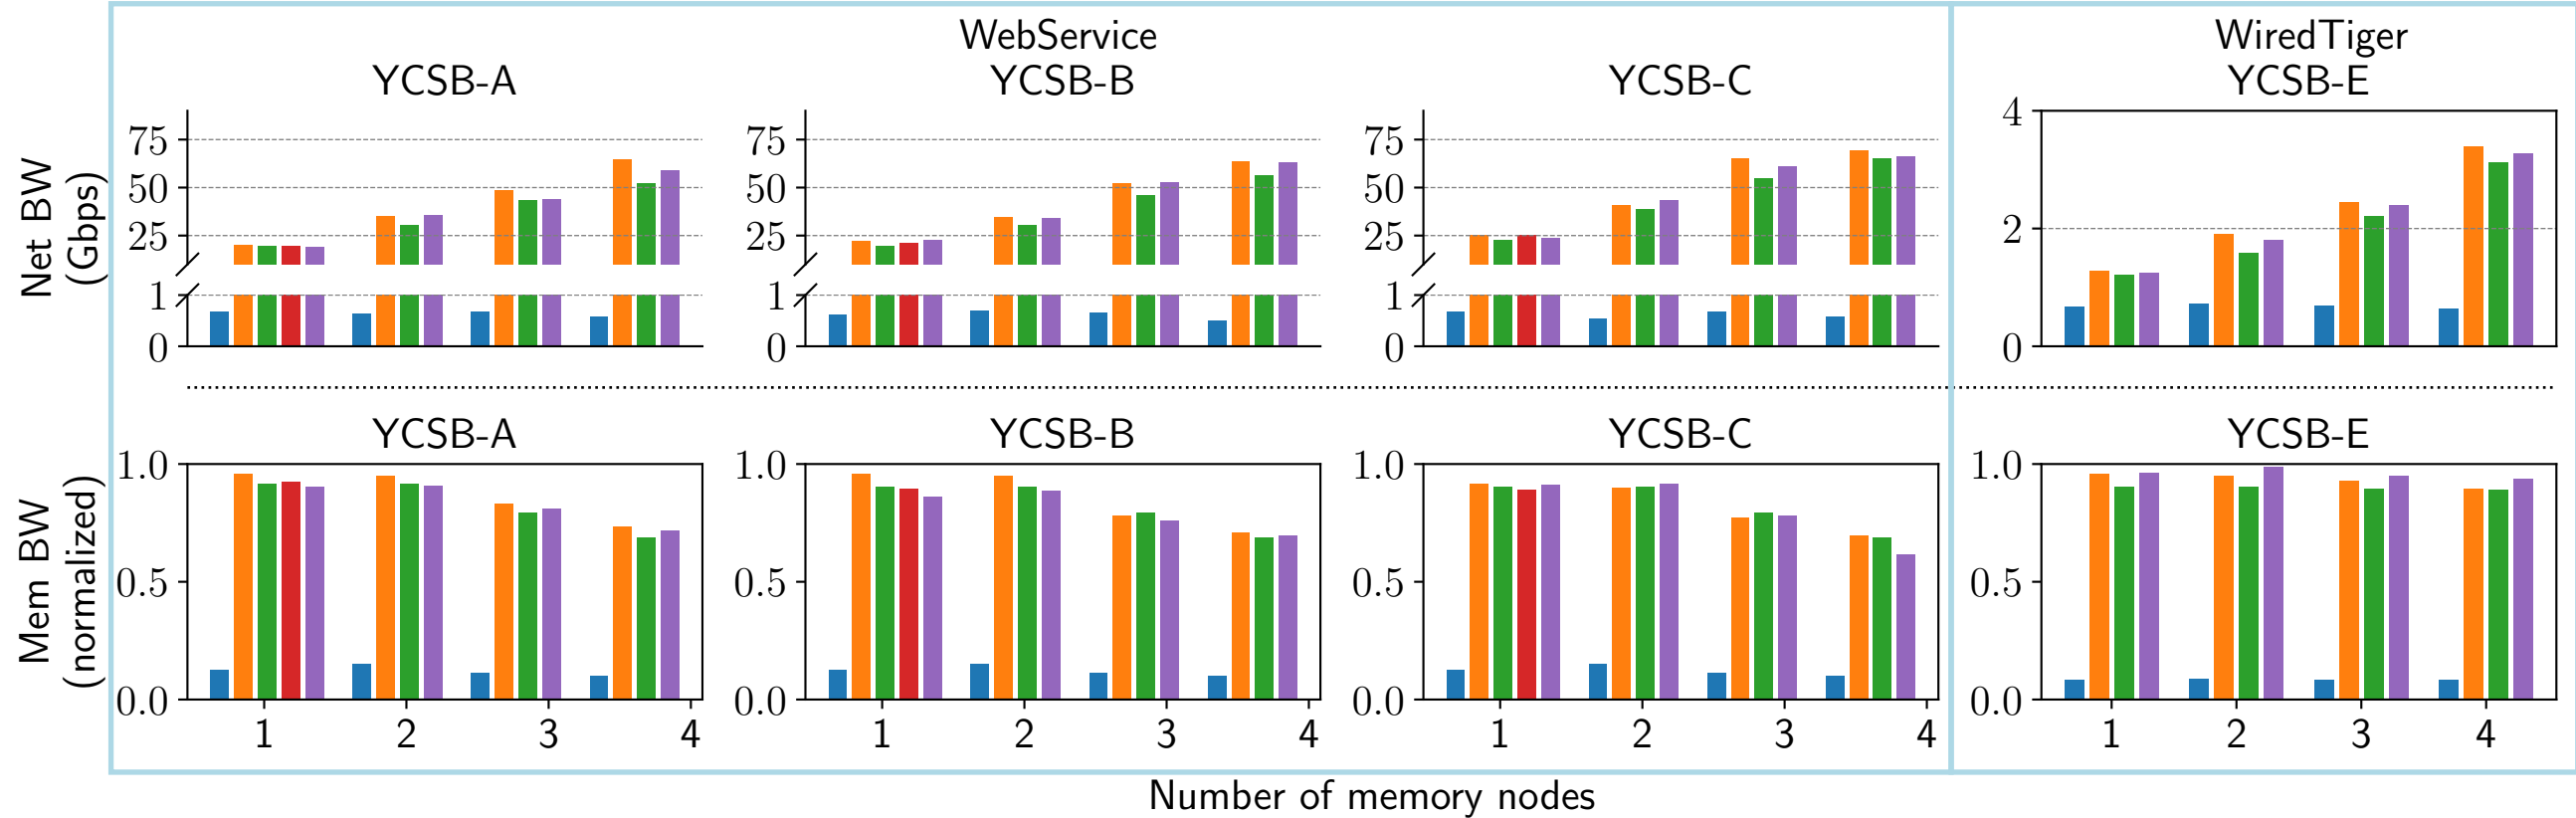 WebService
WiredTiger
YCSB-A
YCSB-B
YCSB-C
YCSB-E
Net BW
(Gbps)
75
50
25
1
0
75
50
25
1
0
75
50
25
1
0
4
2
0
YCSB-A
YCSB-B
YCSB-C
YCSB-E
Mem BW
(normalized)
1.0
0.5
0.0
1.0
0.5
0.0
1.0
0.5
0.0
1.0
0.5
0.0
1 2 3 4
1 2 3 4
1 2 3 4
1 2 3 4
Number of memory nodes